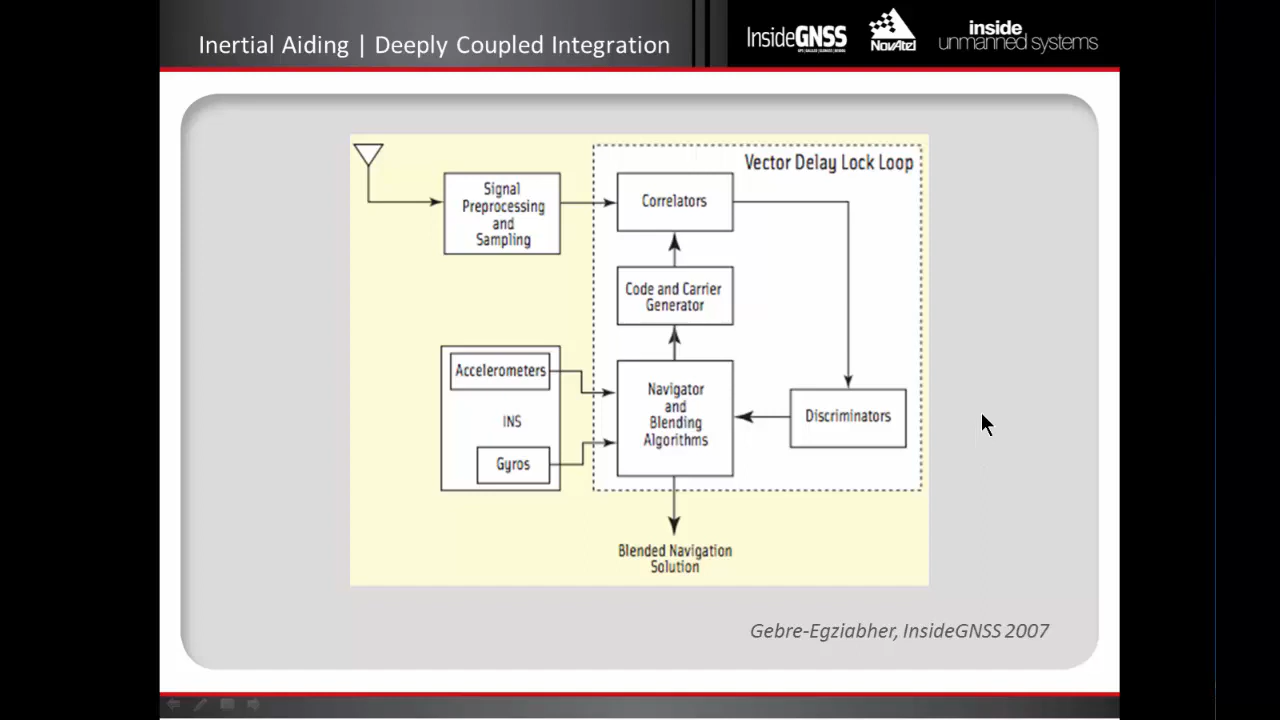 Inertial Aiding | Deeply Coupled Integration
InsideGNSS
NovAtel
inside
unmanned systems
Vector Delay Lock Loop
Signal
Preprocessing
and
Sampling
Correlators
Code and Carrier
Generator
Accelerometers
INS
Gyros
Navigator
and
Blending
Algorithms
Discriminators
Blended Navigation
Solution
Gebre-Egziabher, InsideGNSS 2007